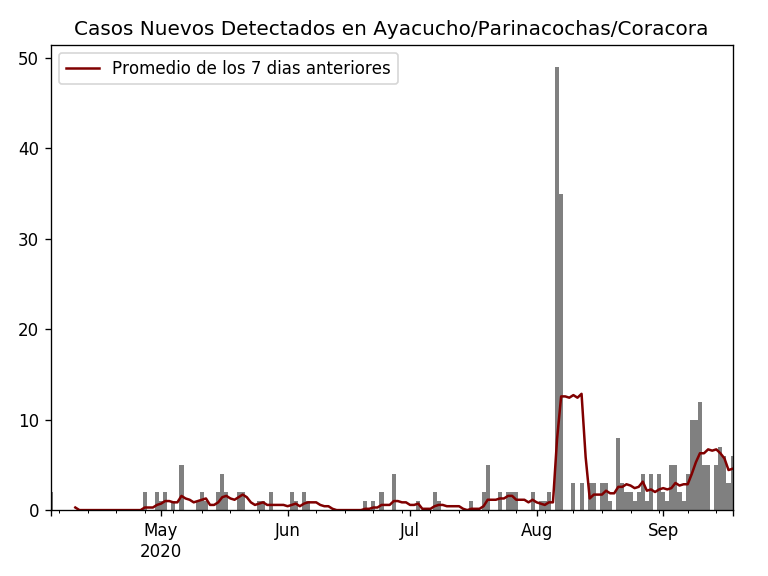 Casos Nuevos Detectados en Ayacucho/Parinacochas/Coracora
Promedio de los 7 dias anteriores
50
40
30
20
10
0
May Jun Jul Aug Sep
2020